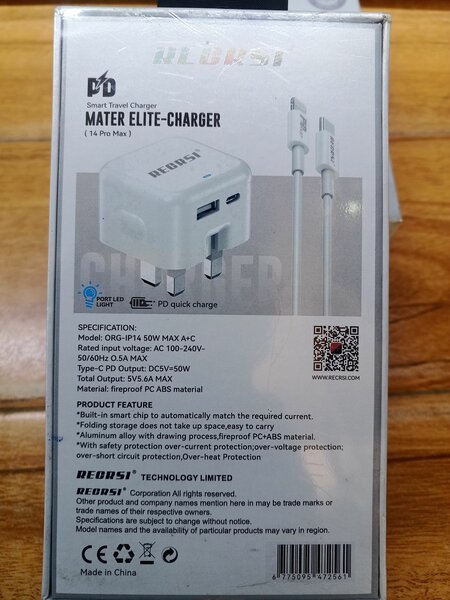 RECRSI
PD
Smart Travel Charger
MATER ELITE-CHARGER
( 14 Pro Max )
REORSI
CHARGER
PORT LED
LIGHT
PD quick charge
SPECIFICATION:
Model: ORG-IP14 50W MAX A+C
Rated input voltage: AC 100-240V-
50/60Hz O.5A MAX
Type-C PD Output: DC5V=50W
Total Output: 5V5.6A MAX
Material: fireproof PC ABS material
WWW.RECRSI.COM
PRODUCT FEATURE
*Built-in smart chip to automatically match the required current.
*Folding storage does not take up space,easy to carry
*Aluminum alloy with drawing process,fireproof PC+ABS material.
*With safety protection over-current protection;over-voltage protection;
over-short circuit protection,Over-heat Protection
REORSI® TECHNOLOGY LIMITED
REORSI® Corporation All rights reserved.
Other product and company names mention here in may be trade marks or
trade names of their respective owners.
Specifications are subject to change without notice.
Model names and the availability of particular products may vary in region.
CE
Made in China
6 775095 472561